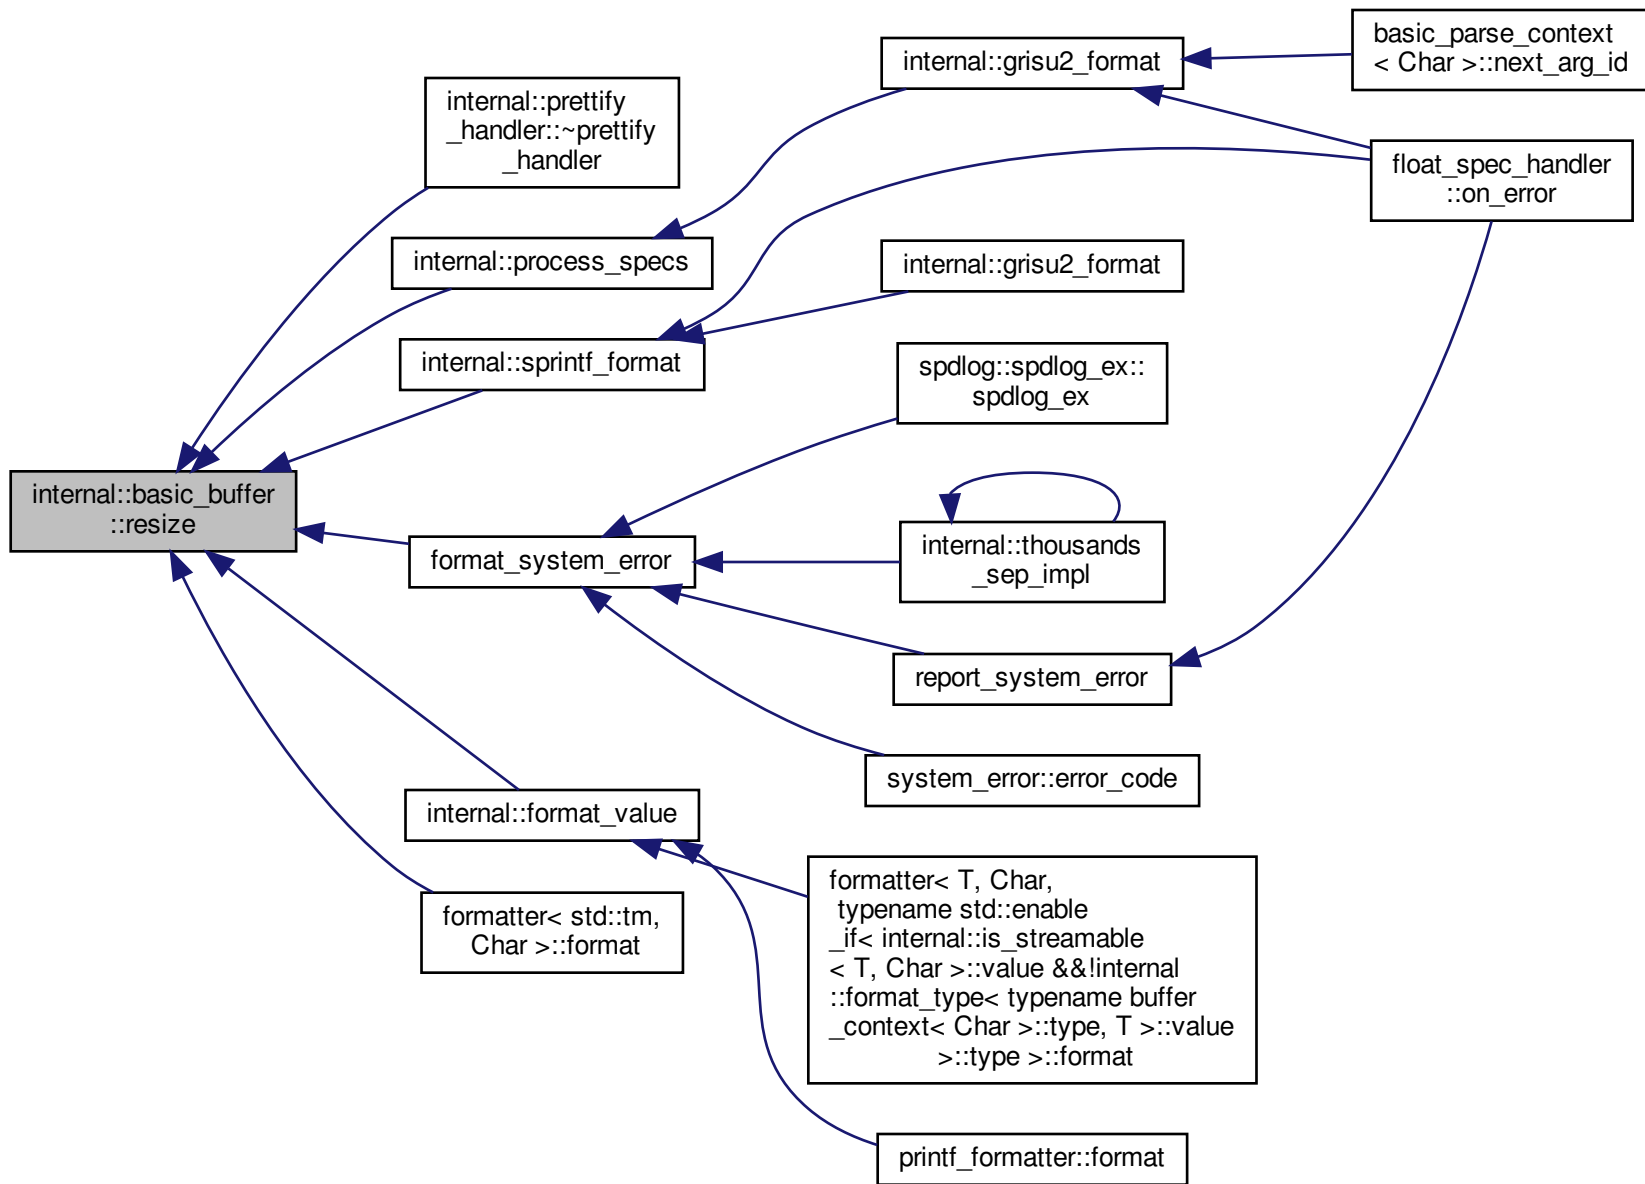 basic_parse_context
< Char >::next_arg_id
internal::grisu2_format
internal::prettify
_handler::~prettify
_handler
float_spec_handler
::on_error
internal::process_specs
internal::grisu2_format
internal::sprintf_format
spdlog::spdlog_ex::
spdlog_ex
internal::basic_buffer
::resize
format_system_error
internal::thousands
_sep_impl
report_system_error
system_error::error_code
internal::format_value
formatter< std::tm,
Char >::format
formatter< T, Char,
typename std::enable
_if< internal::is_streamable
< T, Char >::value &&!internal
::format_type< typename buffer
_context< Char >::type, T >::value
>::type >::format
printf_formatter::format